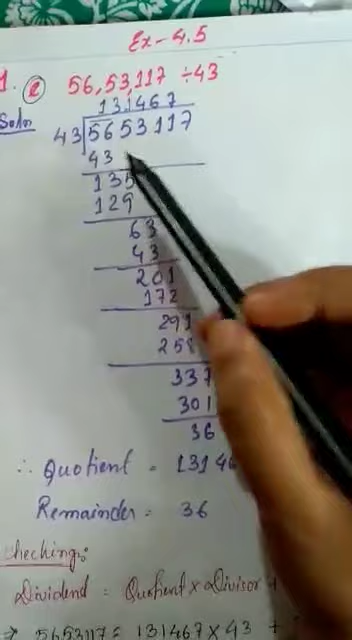 Ex-4.5
1. (e) 56,53,117 ÷43
Soln 131467
43 5653117
43
135
129
63
43
201
172
291
258
337
301
36
∴ Quotient = 13146
Remainder = 36
Checking:
Dividend = Quotient × Divisor +
→ 5653117 = 131467 × 43 +